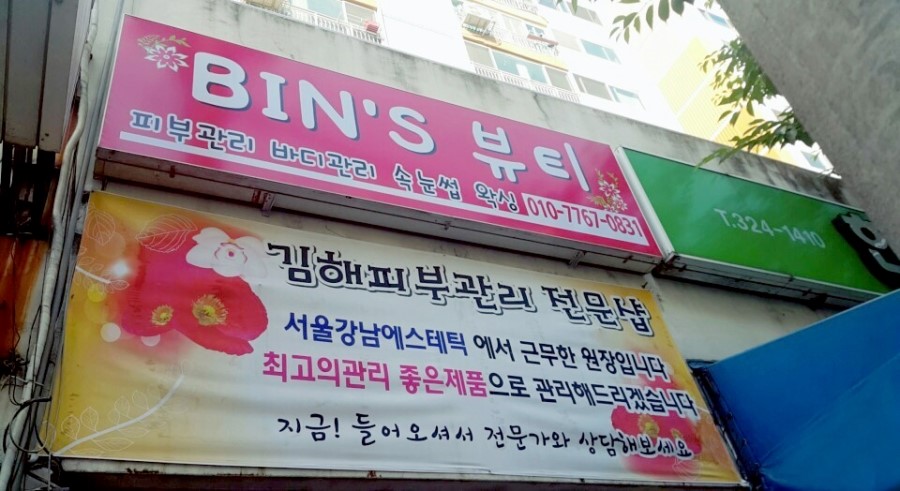 BIN'S 뷰티
피부관리 바디관리 속눈썹 왁싱 010-7767-0831
T.324-1410
김해피부관리 전문샵
서울강남에스테틱에서 근무한 원장입니다
최고의관리 좋은제품으로 관리해드리겠습니다
지금! 들어오셔서 전문가와 상담해보세요